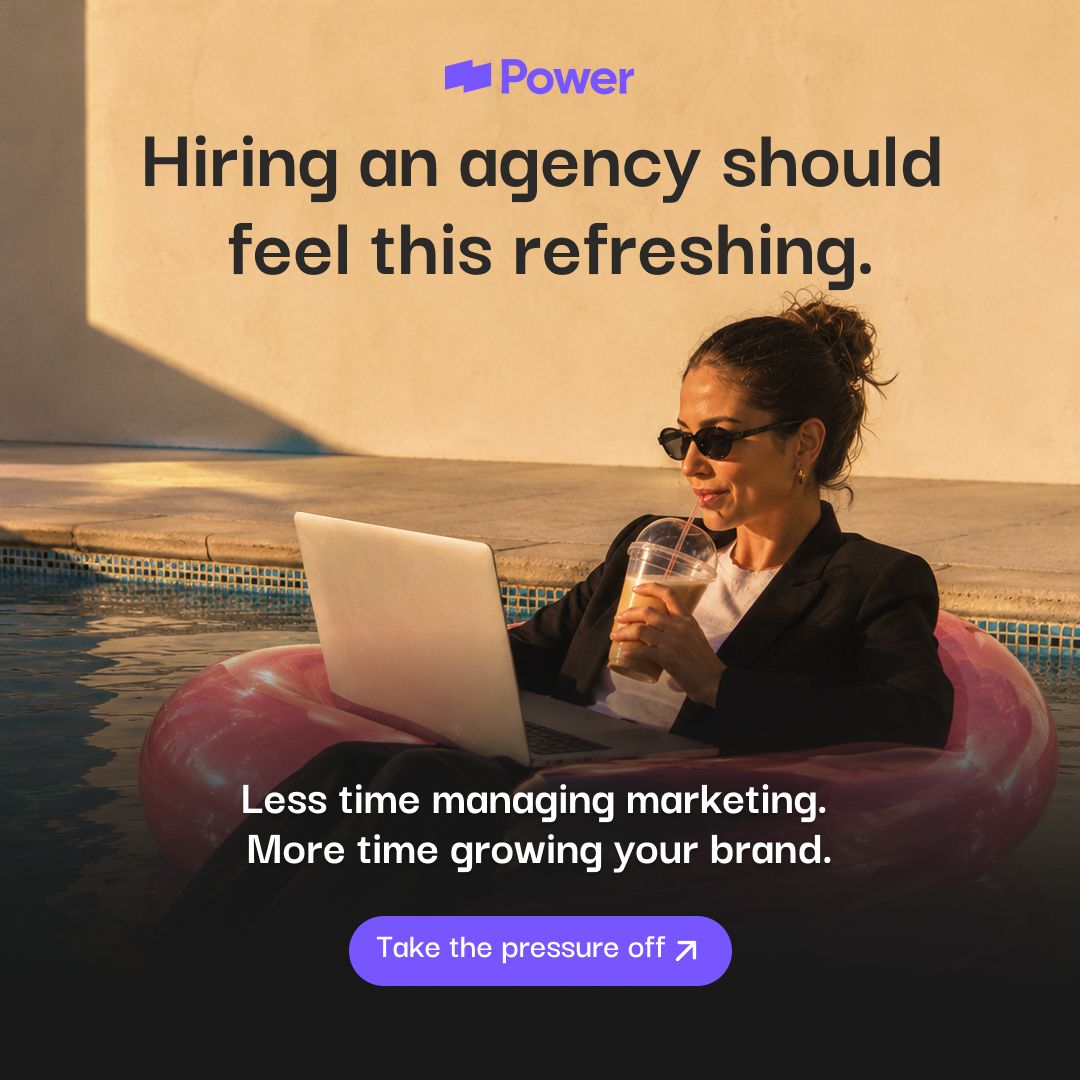 Power
Hiring an agency should
feel this refreshing.
Less time managing marketing.
More time growing your brand.
Take the pressure off